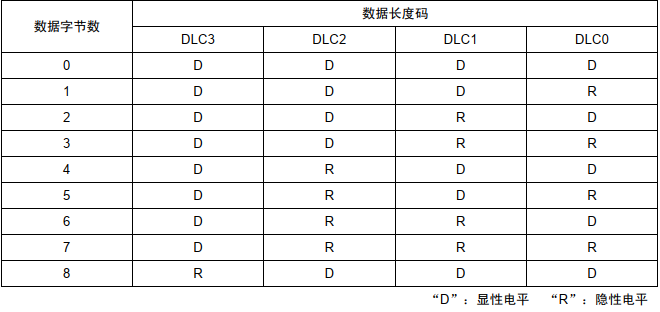 数据字节数 数据长度码
DLC3 DLC2 DLC1 DLC0
0 D D D D
1 D D D R
2 D D R D
3 D D R R
4 D R D D
5 D R D R
6 D R R D
7 D R R R
8 R D D D
“D”：显性电平 “R”：隐性电平